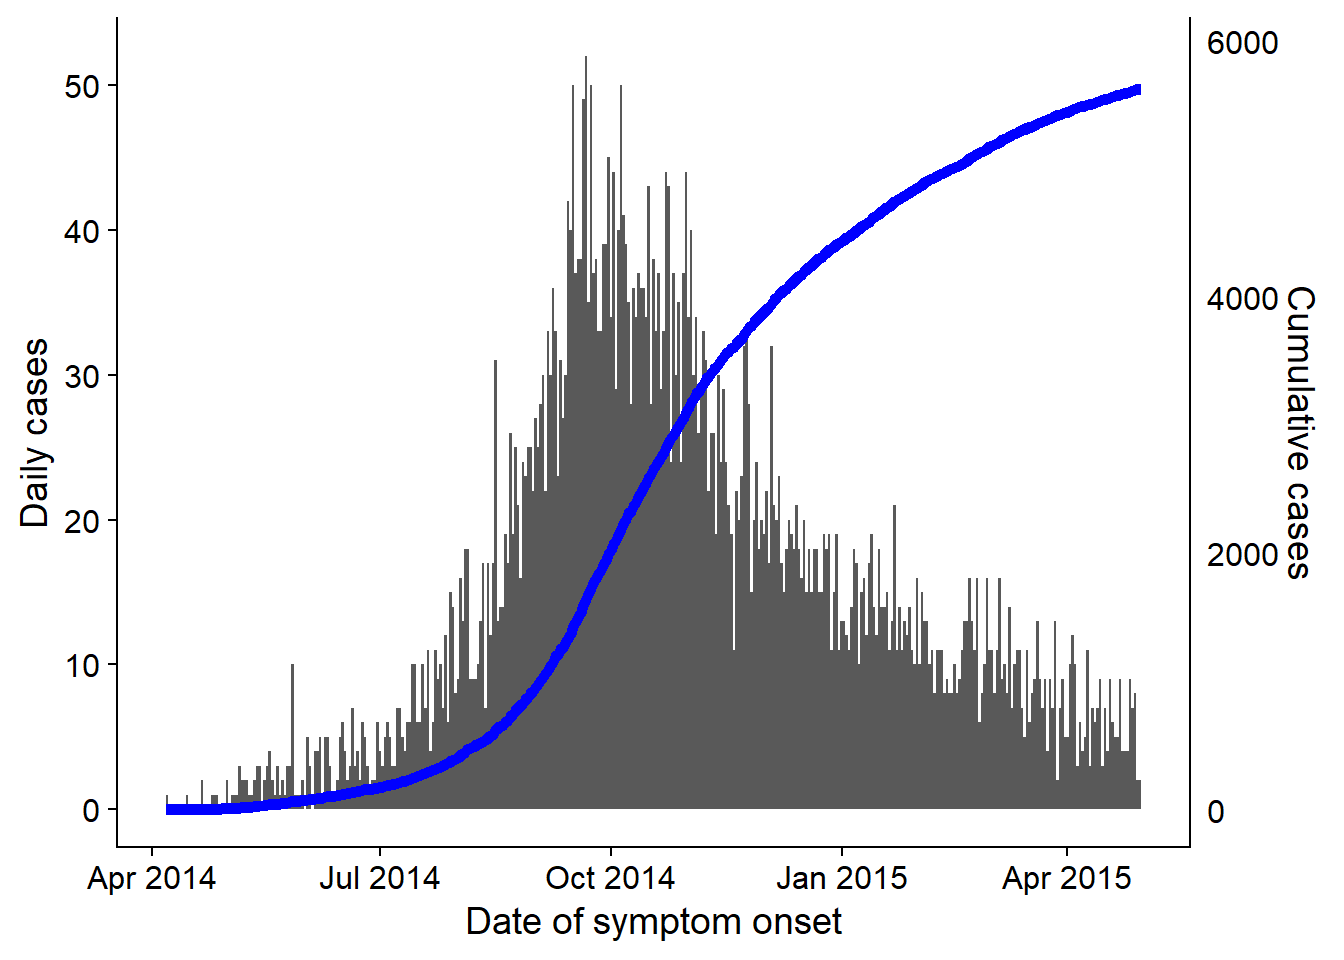 Daily cases
50
40
30
20
10
0
6000
4000
2000
0
Cumulative cases
Apr 2014
Jul 2014
Oct 2014
Jan 2015
Apr 2015
Date of symptom onset